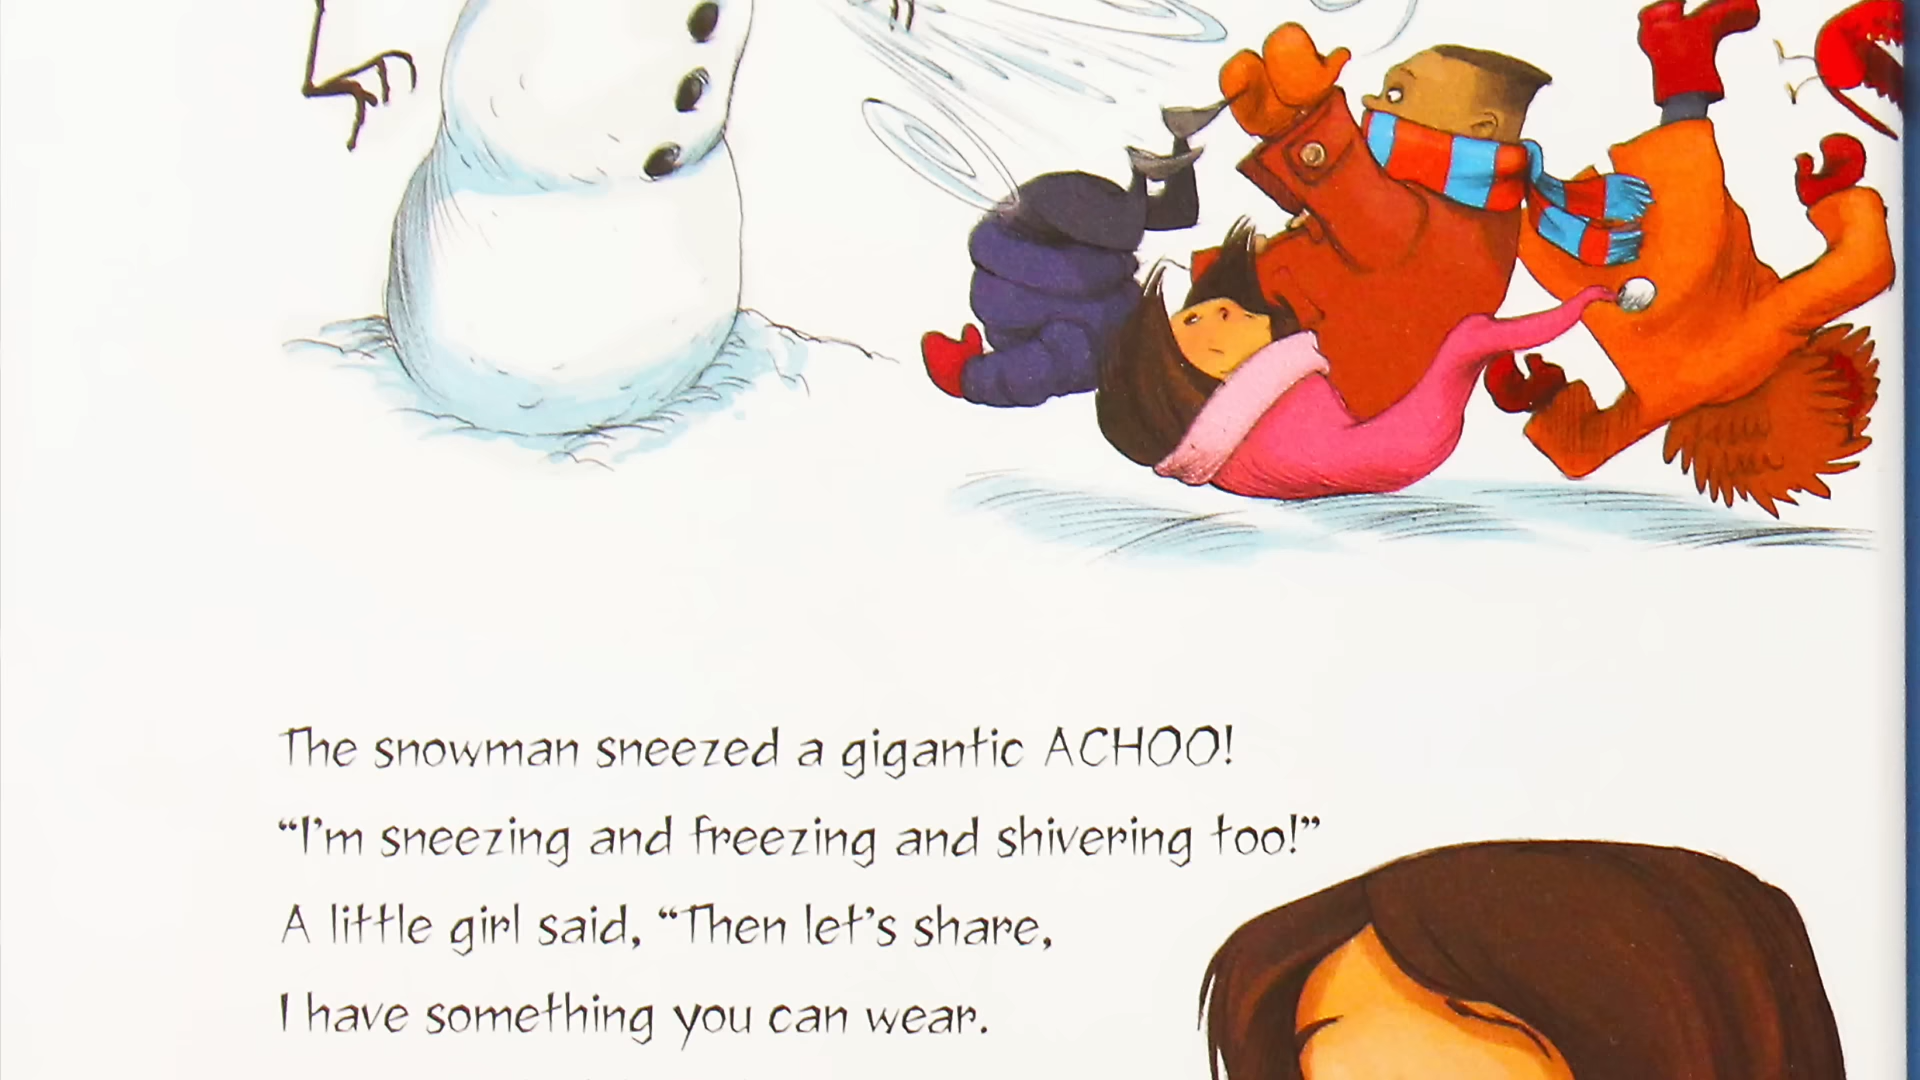 The snowman sneezed a gigantic ACHOO!
“I’m sneezing and freezing and shivering too!”
A little girl said, “Then let’s share,
I have something you can wear.